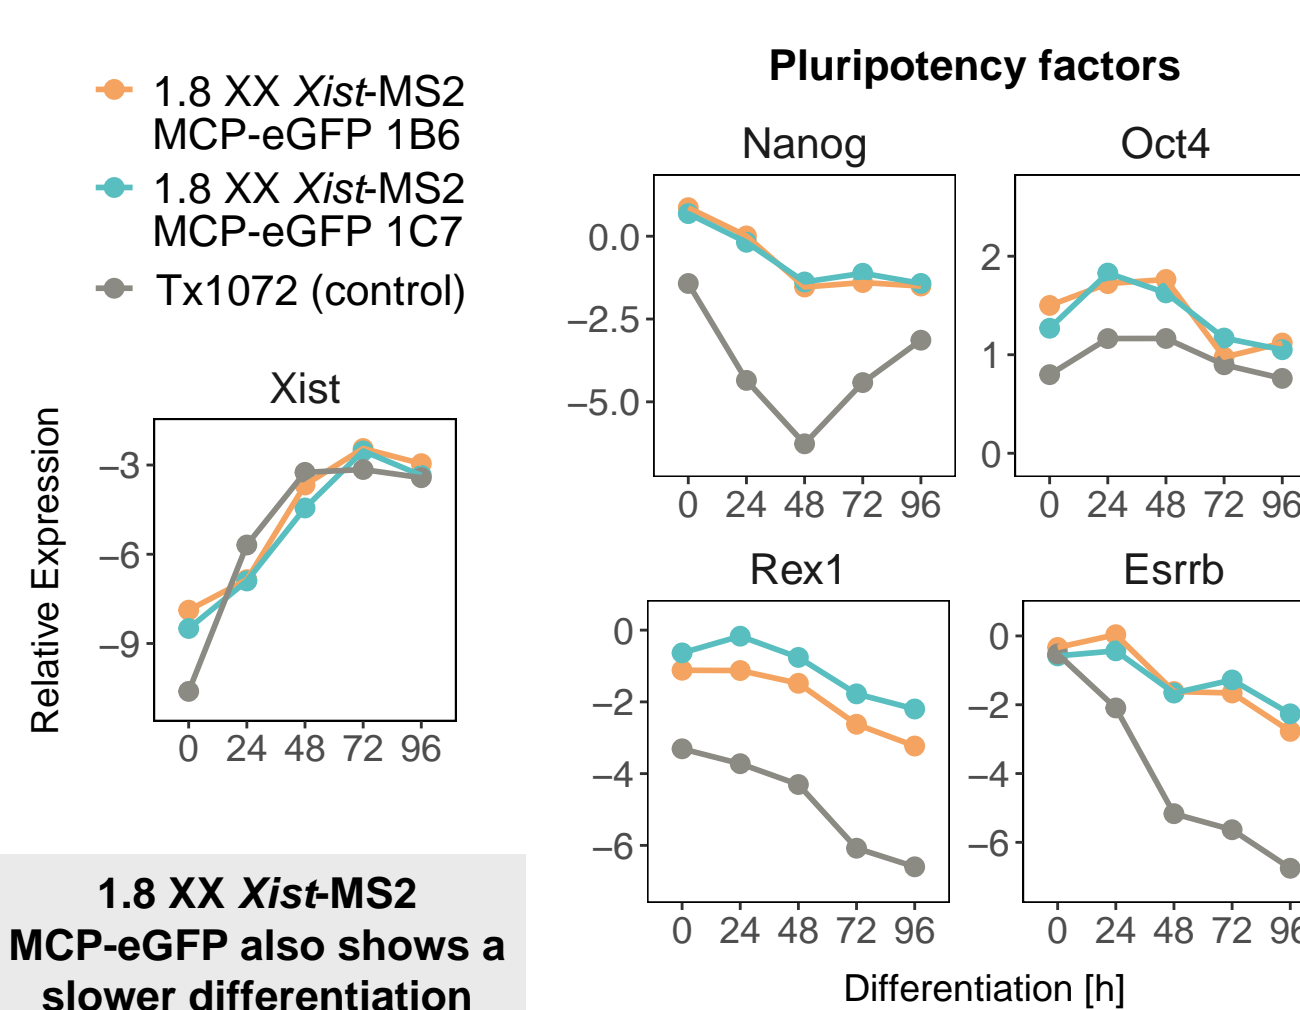 Pluripotency factors
1.8 XX Xist-MS2
MCP-eGFP 1B6
1.8 XX Xist-MS2
MCP-eGFP 1C7
Tx1072 (control)
Nanog
0.0
−2.5
−5.0
0 24 48 72 96
Oct4
2
1
0
0 24 48 72 96
Xist
Relative Expression
−3
−6
−9
0 24 48 72 96
Rex1
0
−2
−4
−6
0 24 48 72 96
Esrrb
0
−2
−4
−6
0 24 48 72 96
Differentiation [h]
1.8 XX Xist-MS2
MCP-eGFP also shows a
slower differentiation